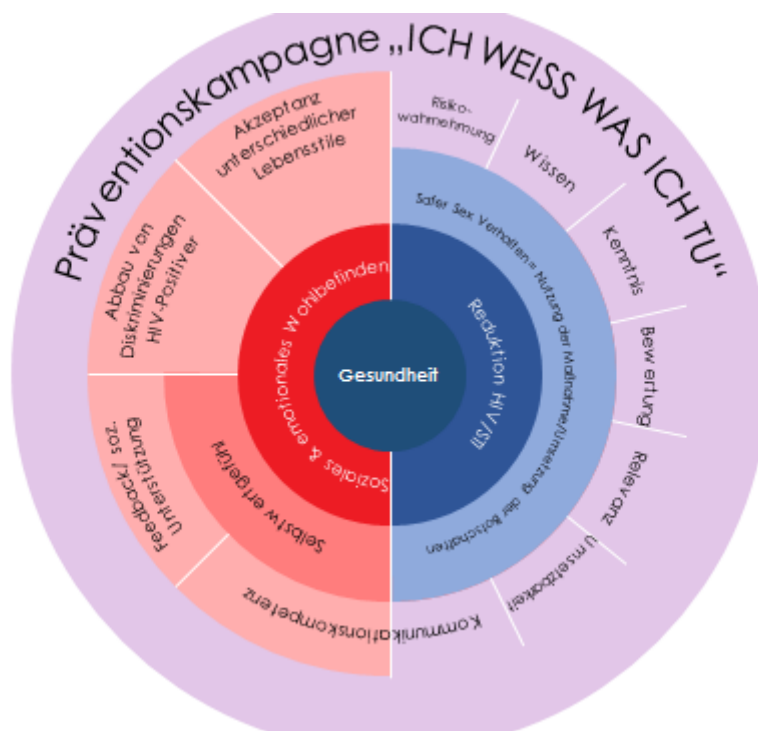 Präventionskampagne „ICH WEISS WAS ICH TU“
Akzeptanz
unterschiedlicher
Lebensstile
Risiko-
wahrnehmung
Wissen
Kenntnis
Bewertung
Relevanz
Umsetzbarkeit
Kommunikationskompetenz
Feedback/ soz.
Unterstützung
Abbau von
Diskriminierungen
HIV-Positiver
Selbstwertgefühl
Soziales & emotionales Wohlbefinden
Safer Sex Verhalten = Nutzung der Maßnahme/Umsetzung der Botschaften
Reduktion HIV/STI
Gesundheit